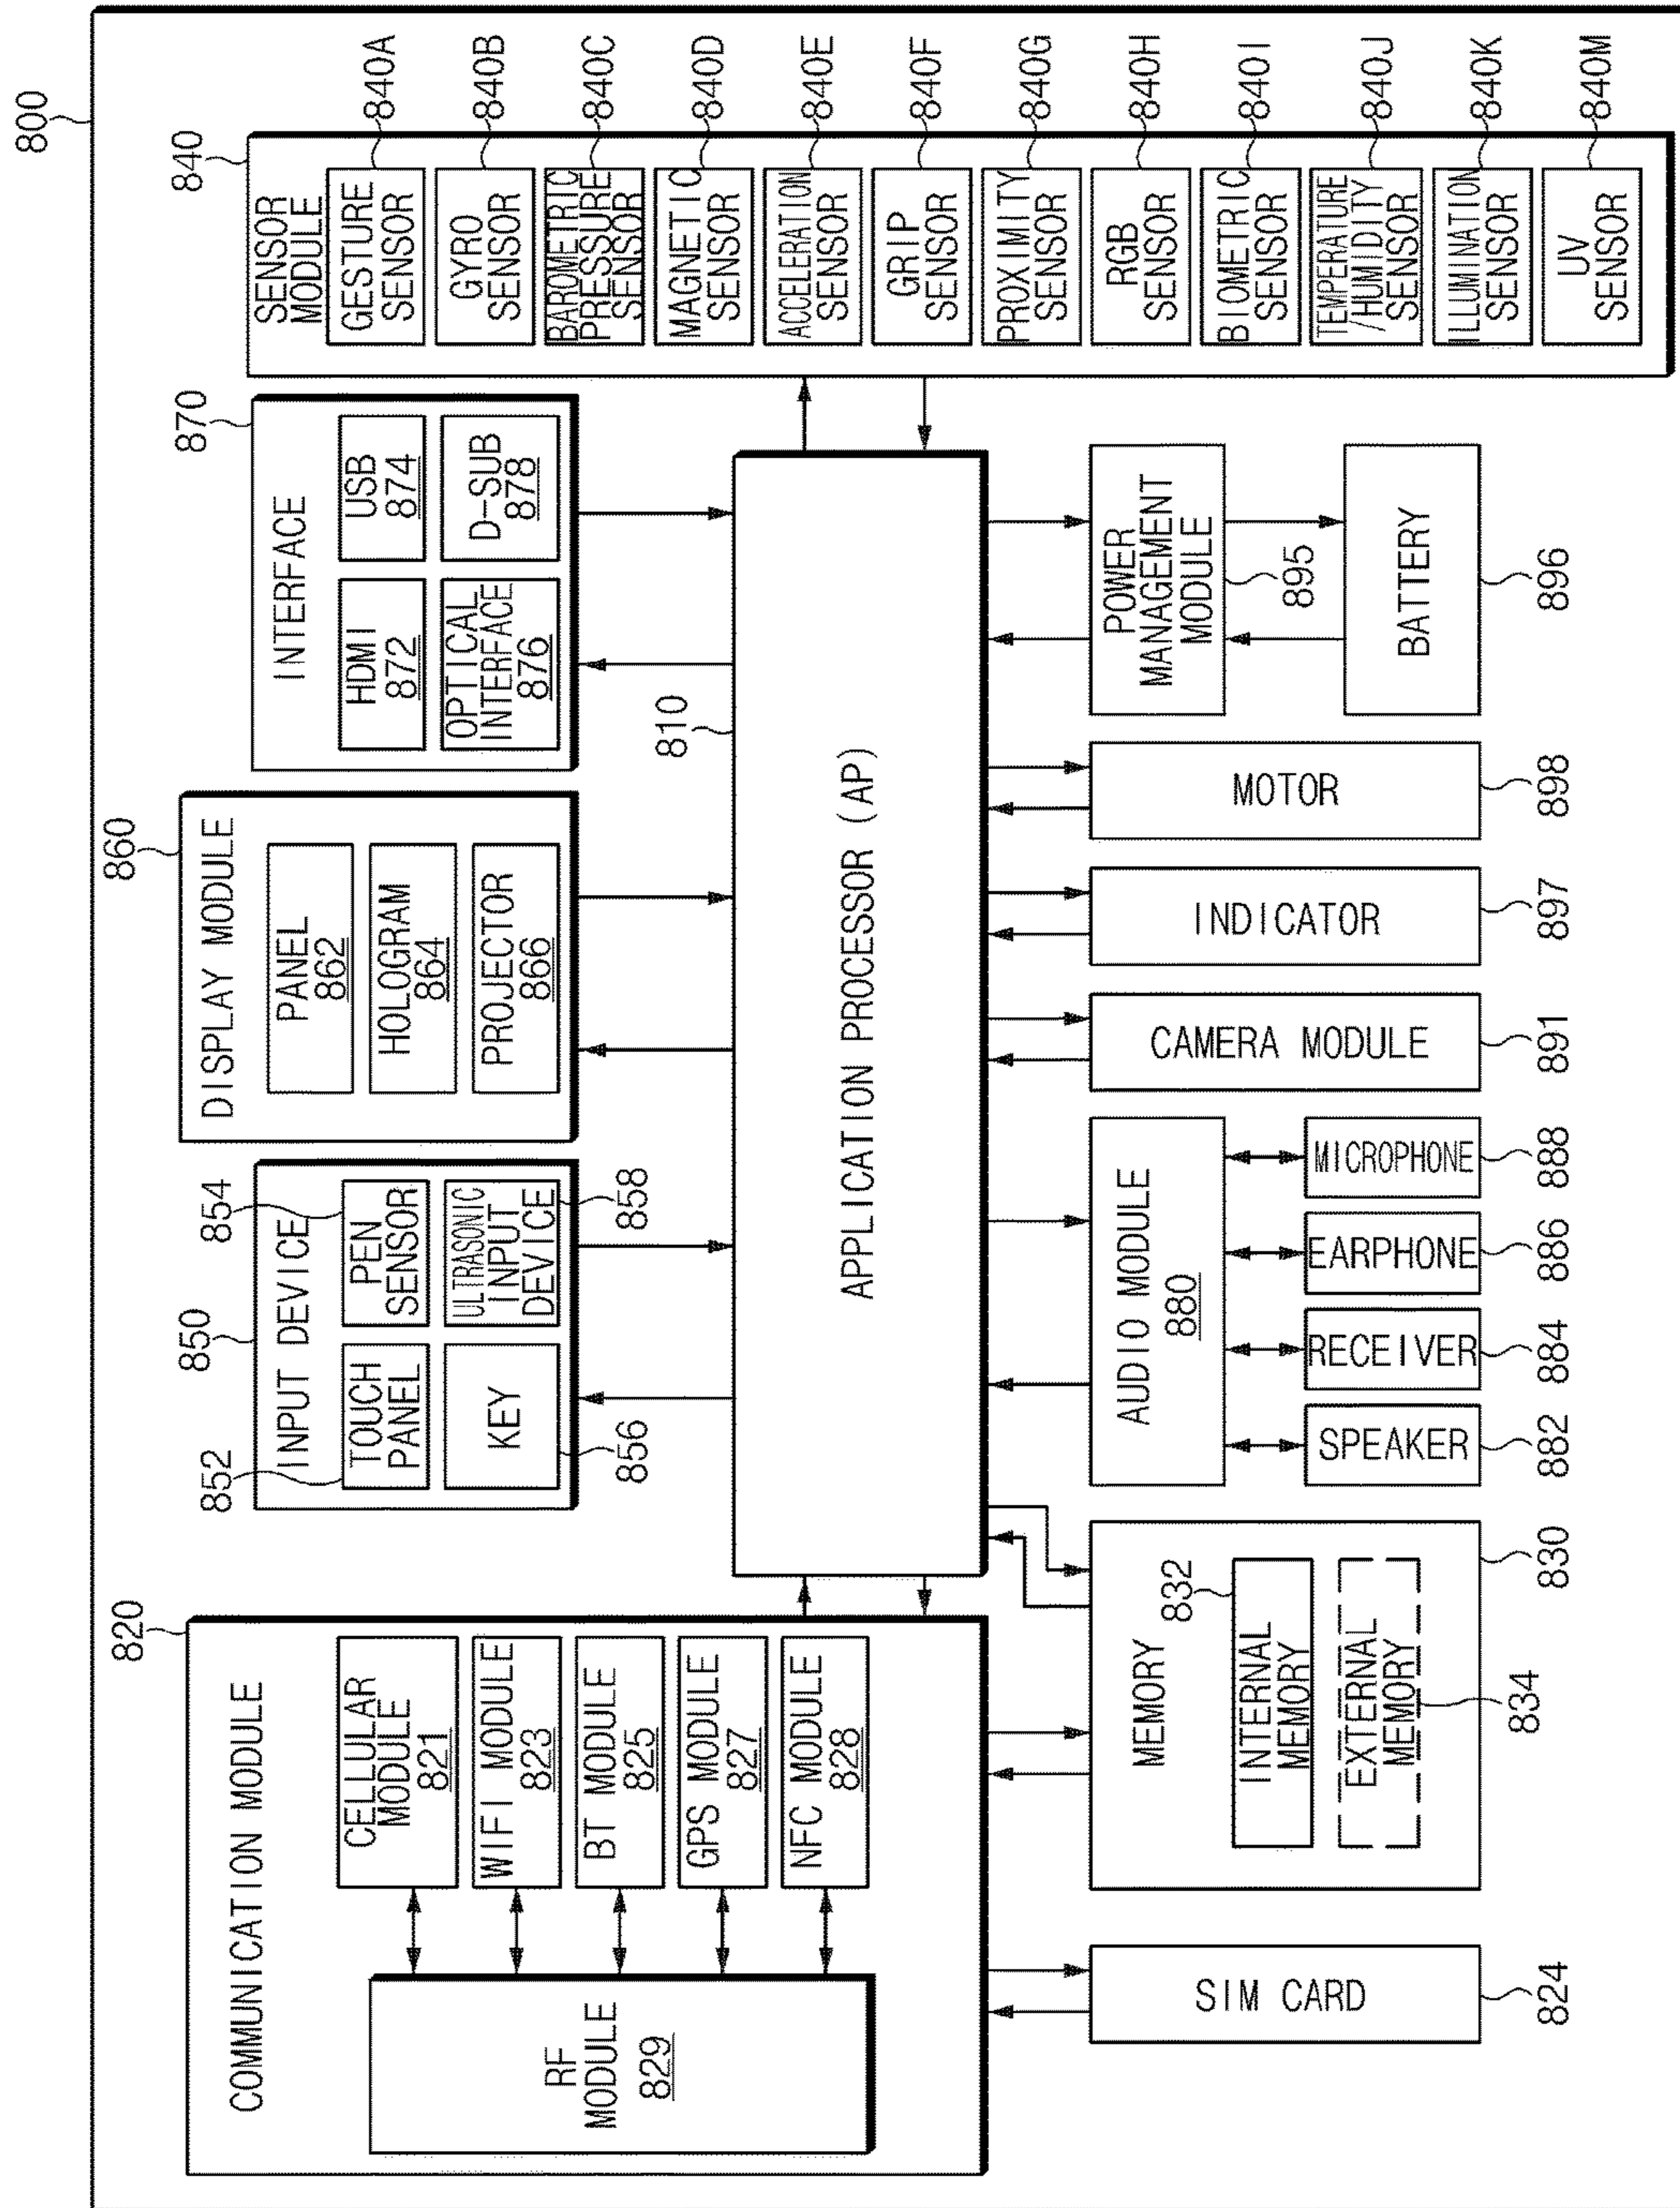 800
820
COMMUNICATION MODULE
RF
MODULE
829
CELLULAR
MODULE
821
WIFI MODULE
823
BT MODULE
825
GPS MODULE
827
NFC MODULE
828
850
INPUT DEVICE
852
TOUCH
PANEL
854
PEN
SENSOR
KEY
856
ULTRASONIC
INPUT
DEVICE
858
860
DISPLAY MODULE
PANEL
862
HOLOGRAM
864
PROJECTOR
866
870
INTERFACE
HDMI
872
USB
874
OPTICAL
INTERFACE
876
D-SUB
878
840
SENSOR
MODULE
GESTURE
SENSOR
840A
GYRO
SENSOR
840B
BAROMETRIC
PRESSURE
SENSOR
840C
MAGNETIC
SENSOR
840D
ACCELERATION
SENSOR
840E
GRIP
SENSOR
840F
PROXIMITY
SENSOR
840G
RGB
SENSOR
840H
BIOMETRIC
SENSOR
840I
TEMPERATURE
/HUMIDITY
SENSOR
840J
ILLUMINATION
SENSOR
840K
UV
SENSOR
840M
810
APPLICATION PROCESSOR (AP)
SIM CARD
824
MEMORY
832
INTERNAL
MEMORY
EXTERNAL
MEMORY
834
830
AUDIO MODULE
880
SPEAKER
882
RECEIVER
884
EARPHONE
886
MICROPHONE
888
CAMERA MODULE
891
INDICATOR
897
MOTOR
898
POWER
MANAGEMENT
MODULE
895
BATTERY
896